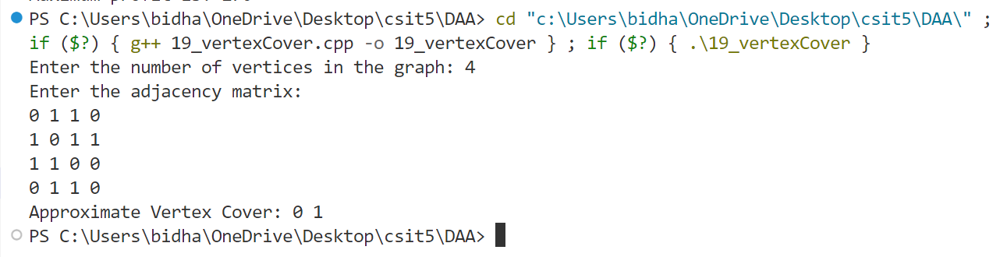 PS C:\Users\bidha\OneDrive\Desktop\csit5\DAA> cd "c:\Users\bidha\OneDrive\Desktop\csit5\DAA\" ;
if ($?) { g++ 19_vertexCover.cpp -o 19_vertexCover } ; if ($?) { .\19_vertexCover }
Enter the number of vertices in the graph: 4
Enter the adjacency matrix:
0 1 1 0
1 0 1 1
1 1 0 0
0 1 1 0
Approximate Vertex Cover: 0 1
PS C:\Users\bidha\OneDrive\Desktop\csit5\DAA>